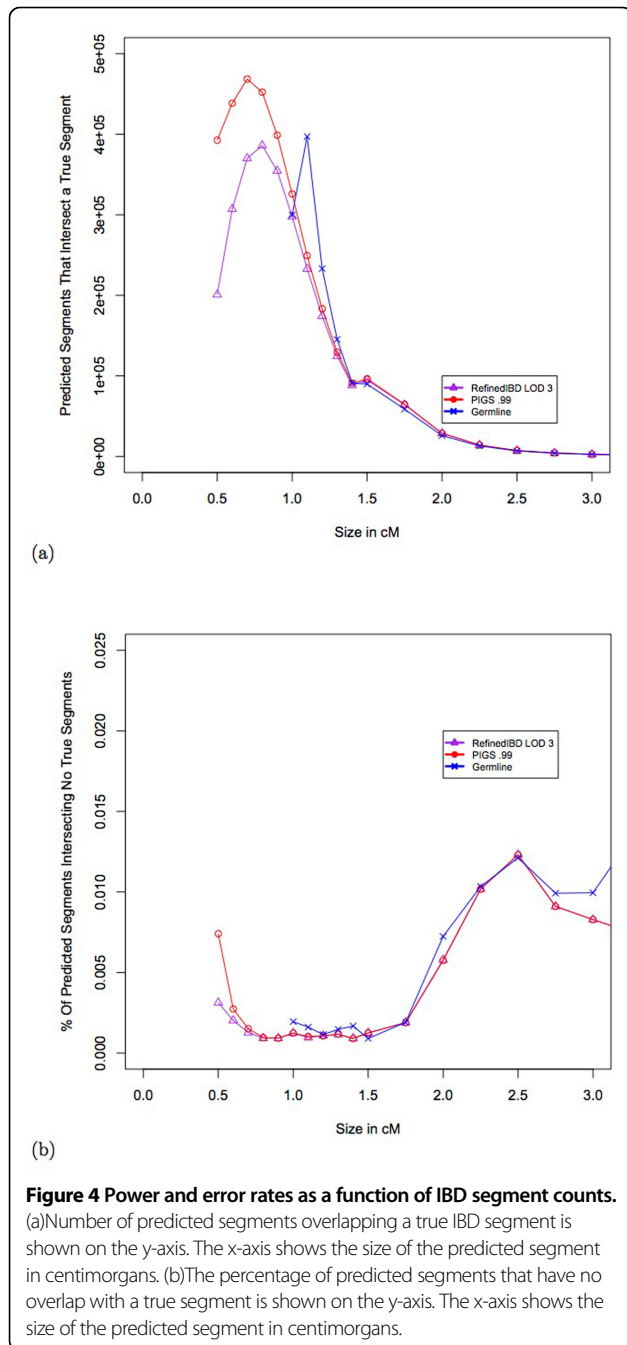 5e+05
4e+05
3e+05
2e+05
1e+05
0e+00
Predicted Segments That Intersect a True Segment
RefinedIBD LOD 3
PIGS .99
Germline
0.0 0.5 1.0 1.5 2.0 2.5 3.0
Size in cM
(a)
0.025
0.020
0.015
0.010
0.005
0.000
% Of Predicted Segments Intersecting No True Segments
RefinedIBD LOD 3
PIGS .99
Germline
0.0 0.5 1.0 1.5 2.0 2.5 3.0
Size in cM
(b)
Figure 4 Power and error rates as a function of IBD segment counts.
(a)Number of predicted segments overlapping a true IBD segment is
shown on the y-axis. The x-axis shows the size of the predicted segment
in centimorgans. (b)The percentage of predicted segments that have no
overlap with a true segment is shown on the y-axis. The x-axis shows the
size of the predicted segment in centimorgans.